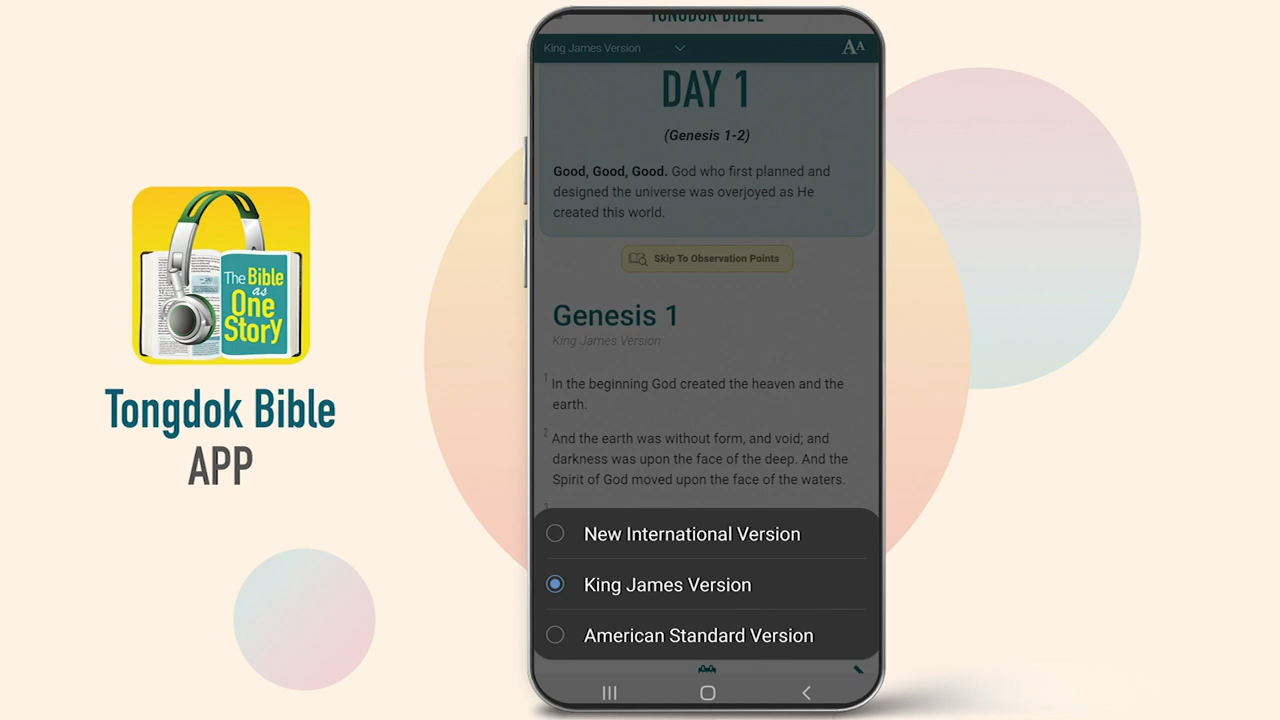 The Bible
as
One
Story
Tongdok Bible
APP
TONGDOK BIBLE
King James Version
AA
DAY 1
(Genesis 1-2)
Good, Good, Good. God who first planned and
designed the universe was overjoyed as He
created this world.
Skip To Observation Points
Genesis 1
King James Version
1 In the beginning God created the heaven and the
earth.
2 And the earth was without form, and void; and
darkness was upon the face of the deep. And the
Spirit of God moved upon the face of the waters.
New International Version
King James Version
American Standard Version